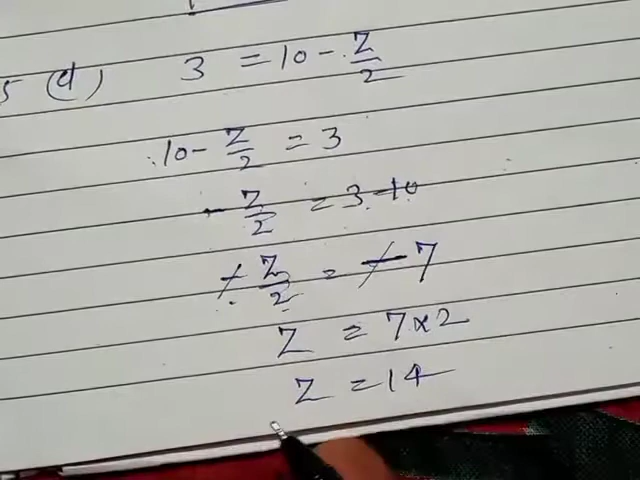 5 (d) 3 = 10 - z/2
10 - z/2 = 3
- z/2 = 3 - 10
- z/2 = - 7
z = 7 x 2
z = 14